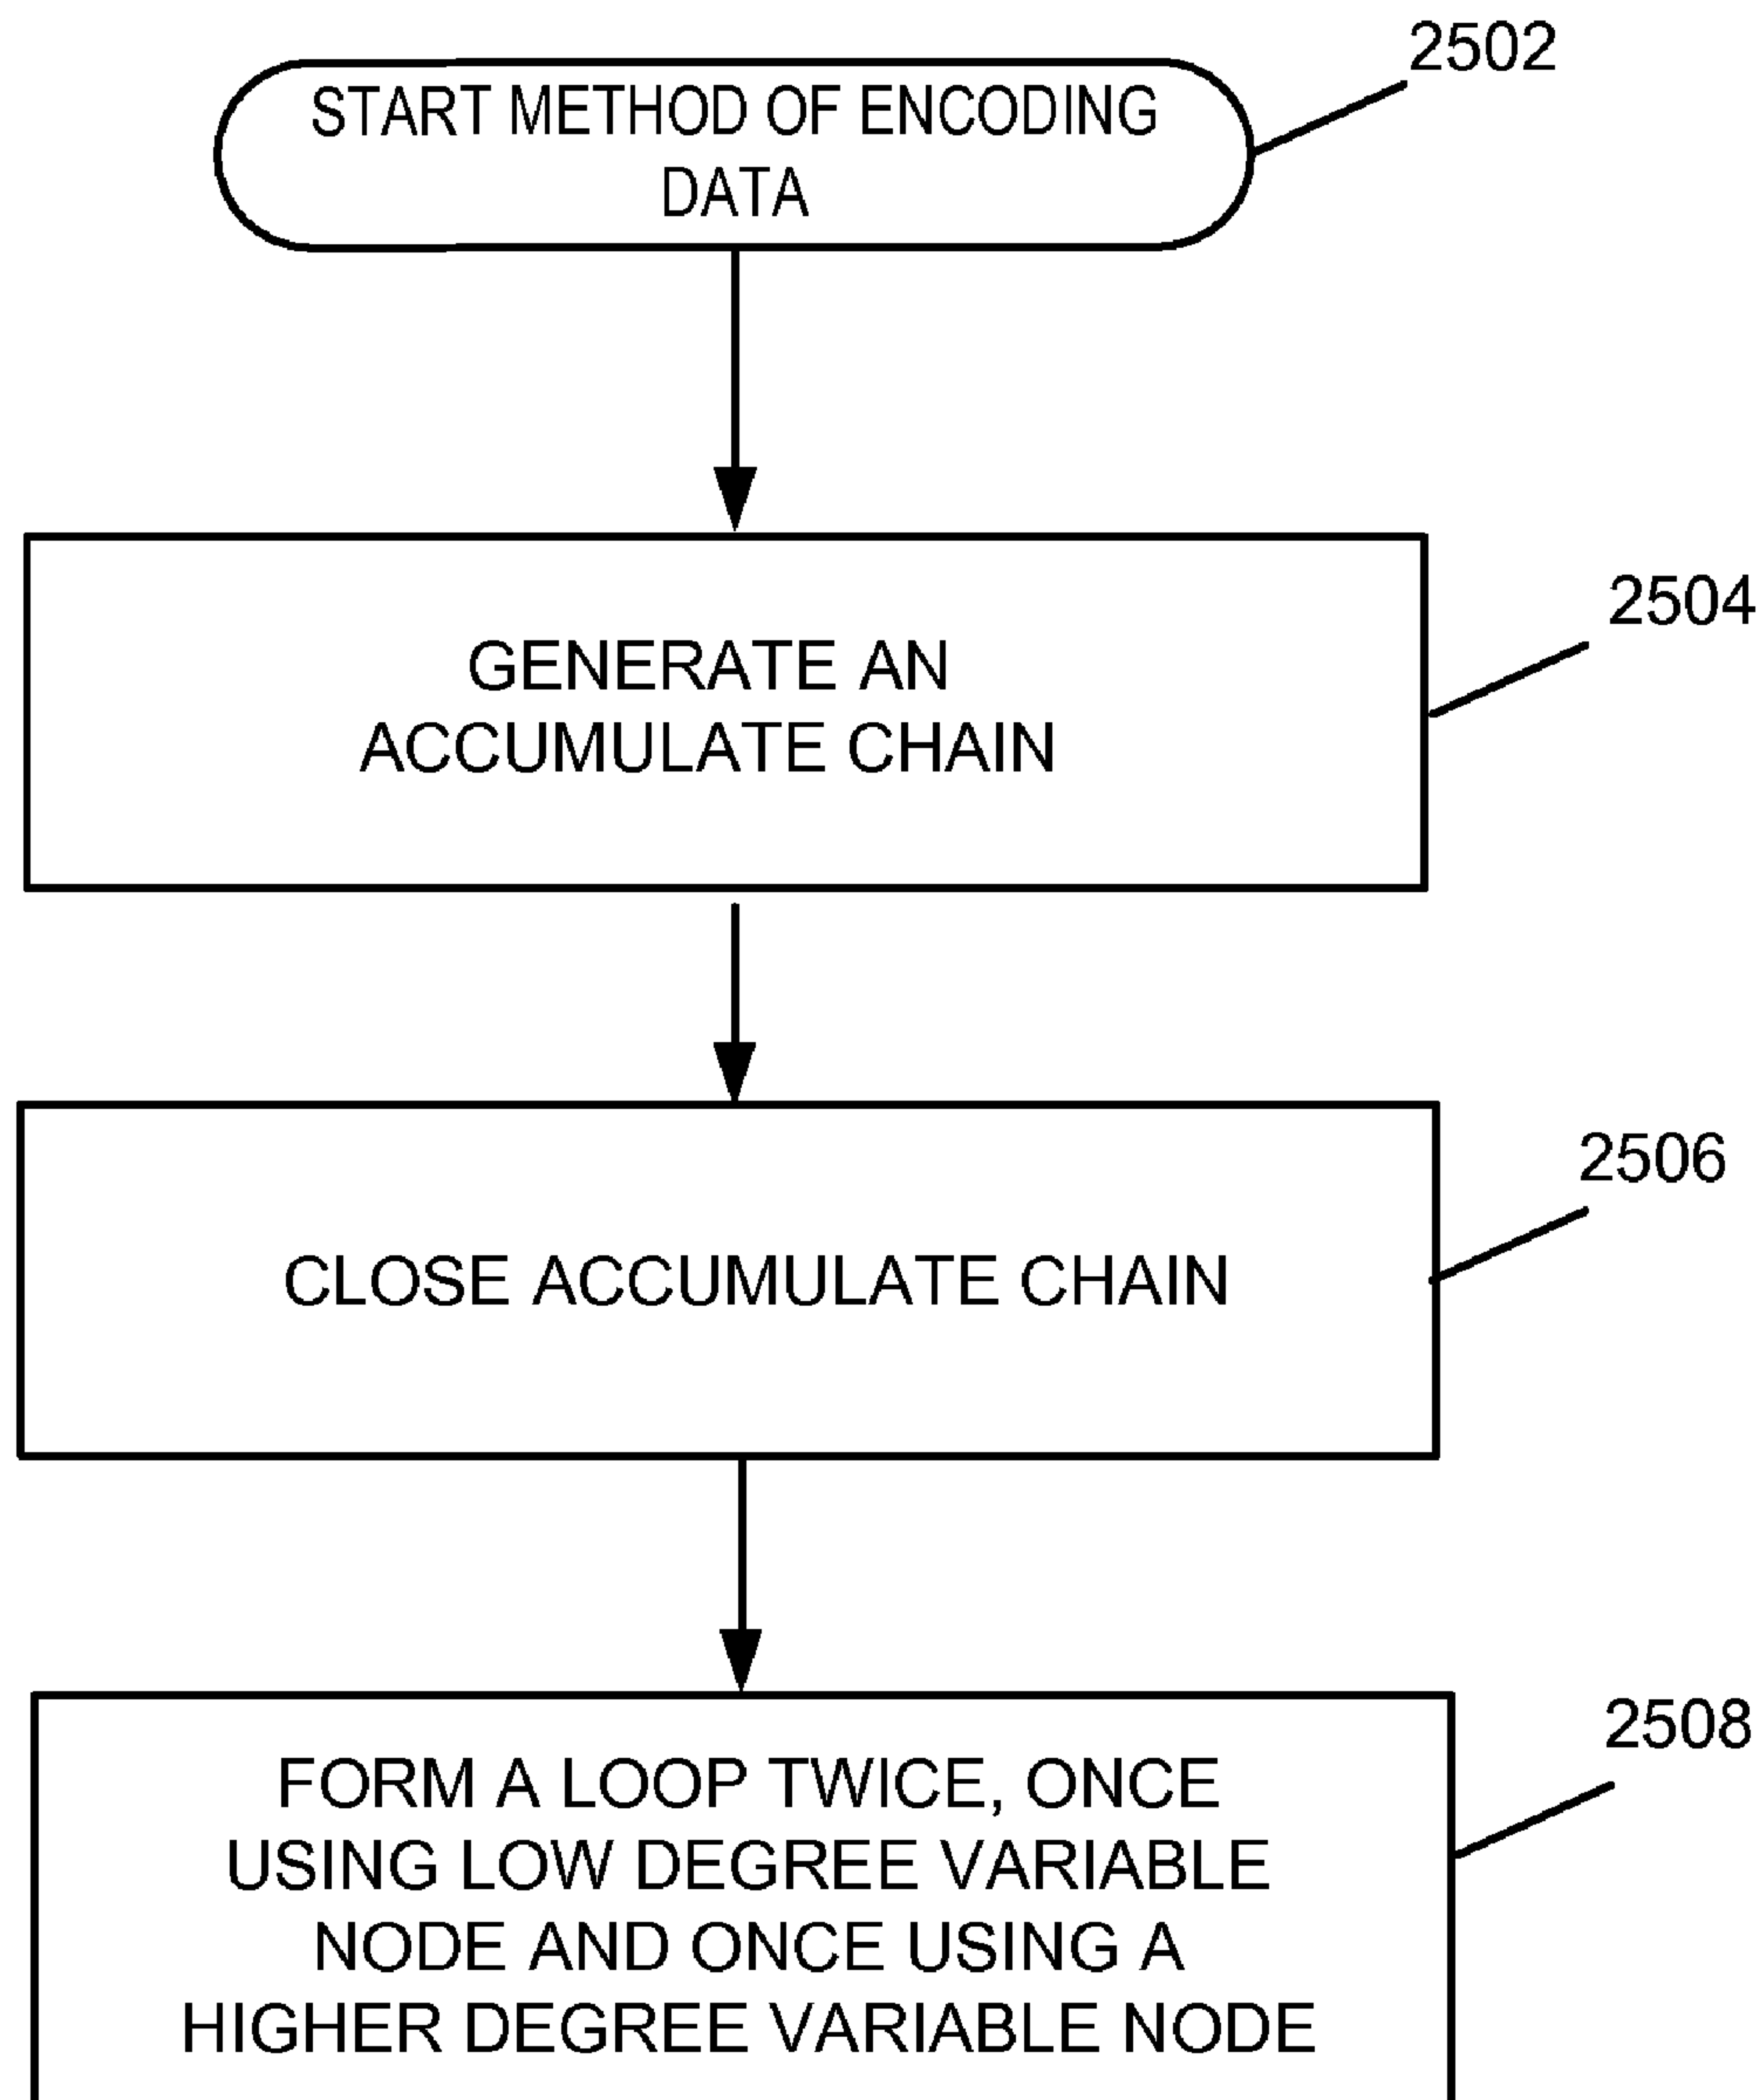 2502
START METHOD OF ENCODING
DATA
2504
GENERATE AN
ACCUMULATE CHAIN
2506
CLOSE ACCUMULATE CHAIN
2508
FORM A LOOP TWICE, ONCE
USING LOW DEGREE VARIABLE
NODE AND ONCE USING A
HIGHER DEGREE VARIABLE NODE